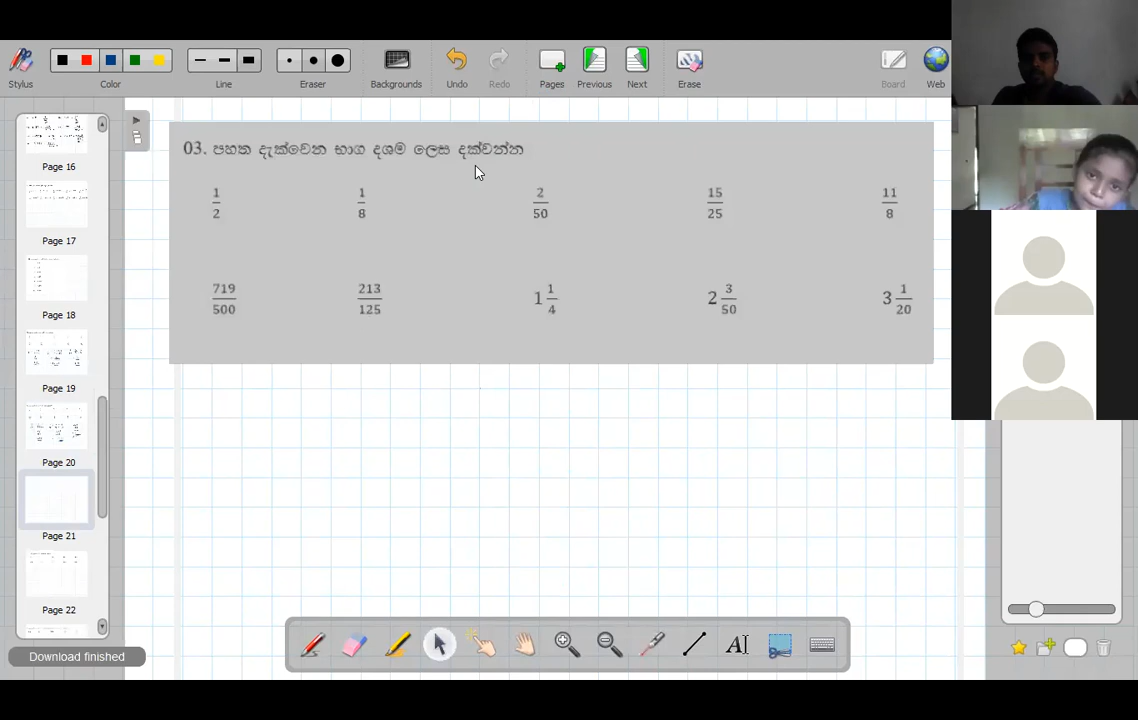 Stylus
Color
Line
Eraser
Backgrounds
Undo
Redo
Pages
Previous
Next
Erase
Board
Web
Page 16
Page 17
Page 18
Page 19
Page 20
Page 21
Page 22
03. පහත දැක්වෙන භාග දශම ලෙස දක්වන්න
1/2 1/8 2/50 15/25 11/8
719/500 213/125 1 1/4 2 3/50 3 1/20
Download finished